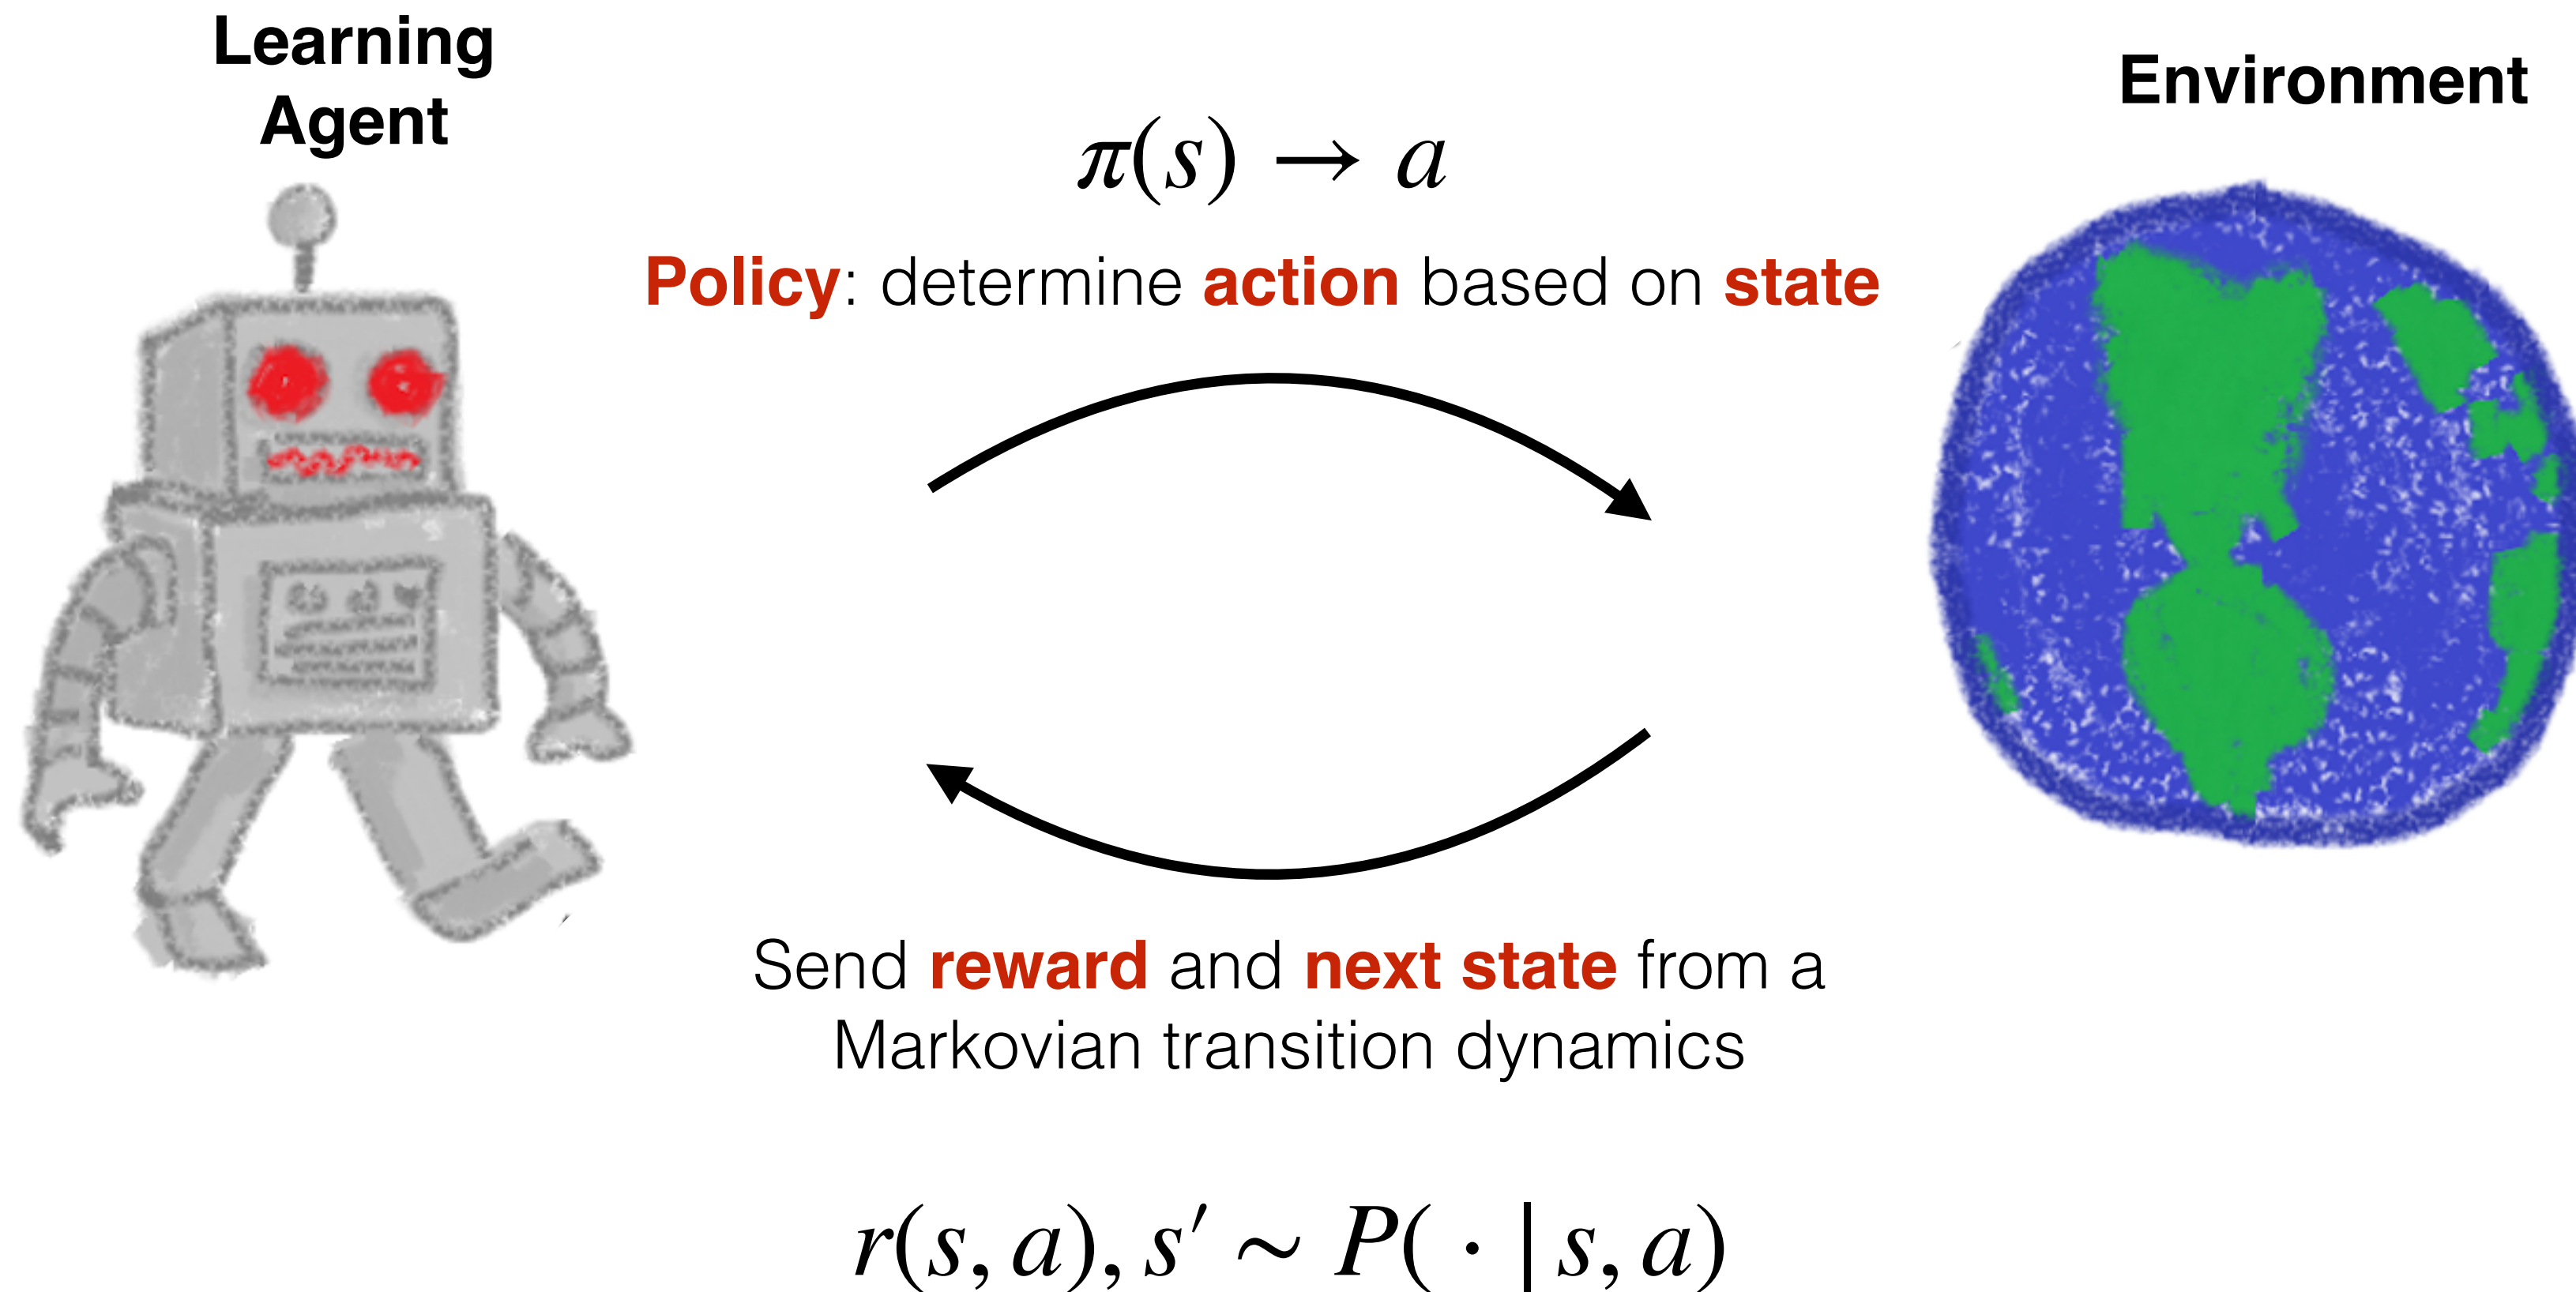 Learning
Agent
Environment
π(s) → a
Policy: determine action based on state
Send reward and next state from a
Markovian transition dynamics
r(s, a), s′ ∼ P( · | s, a)